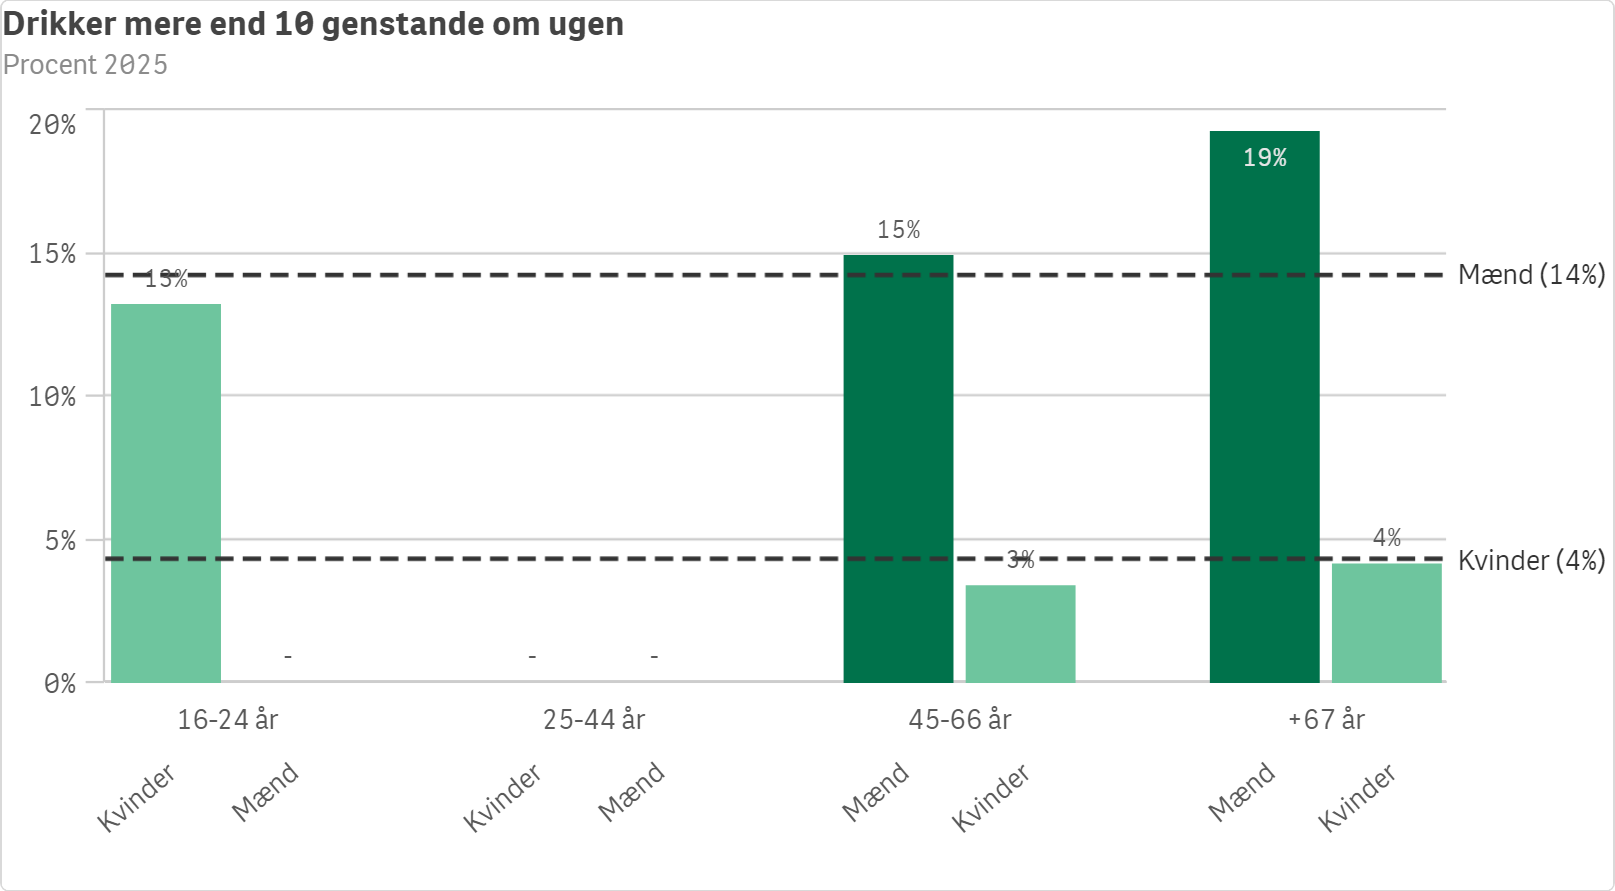 Drikker mere end 10 genstande om ugen
Procent 2025
20%
15%
10%
5%
0%
13%
-
-
-
15%
3%
19%
4%
Mænd (14%)
Kvinder (4%)
16-24 år
25-44 år
45-66 år
+67 år
Kvinder
Mænd
Kvinder
Mænd
Mænd
Kvinder
Mænd
Kvinder